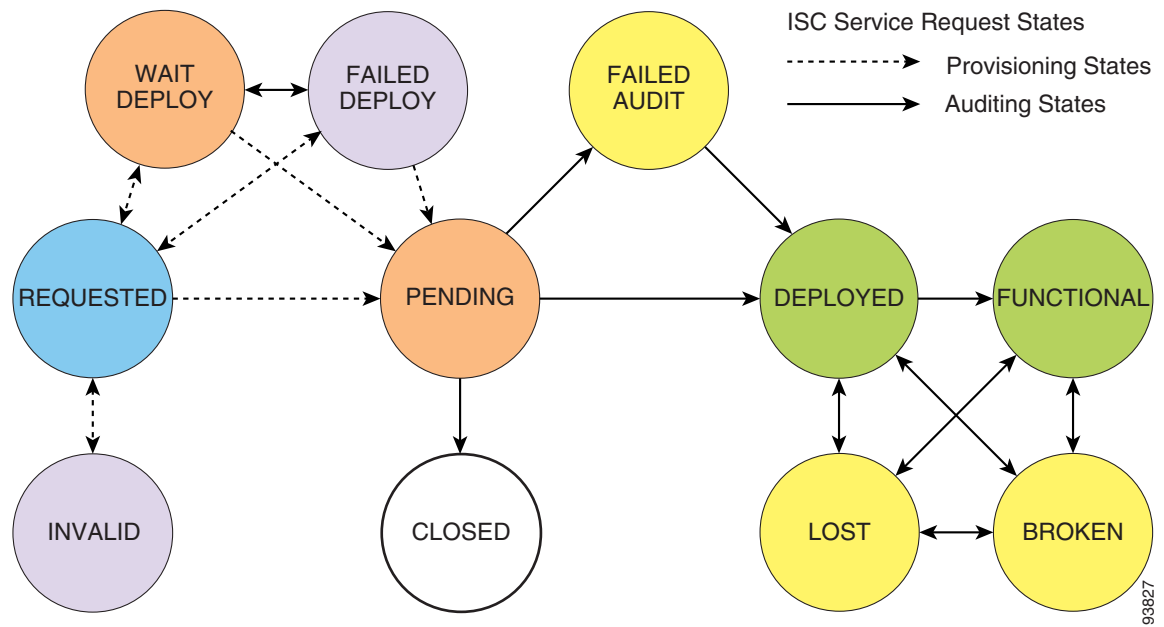 ISC Service Request States
Provisioning States
Auditing States
WAIT
DEPLOY
FAILED
DEPLOY
FAILED
AUDIT
REQUESTED
PENDING
DEPLOYED
FUNCTIONAL
INVALID
CLOSED
LOST
BROKEN
93827